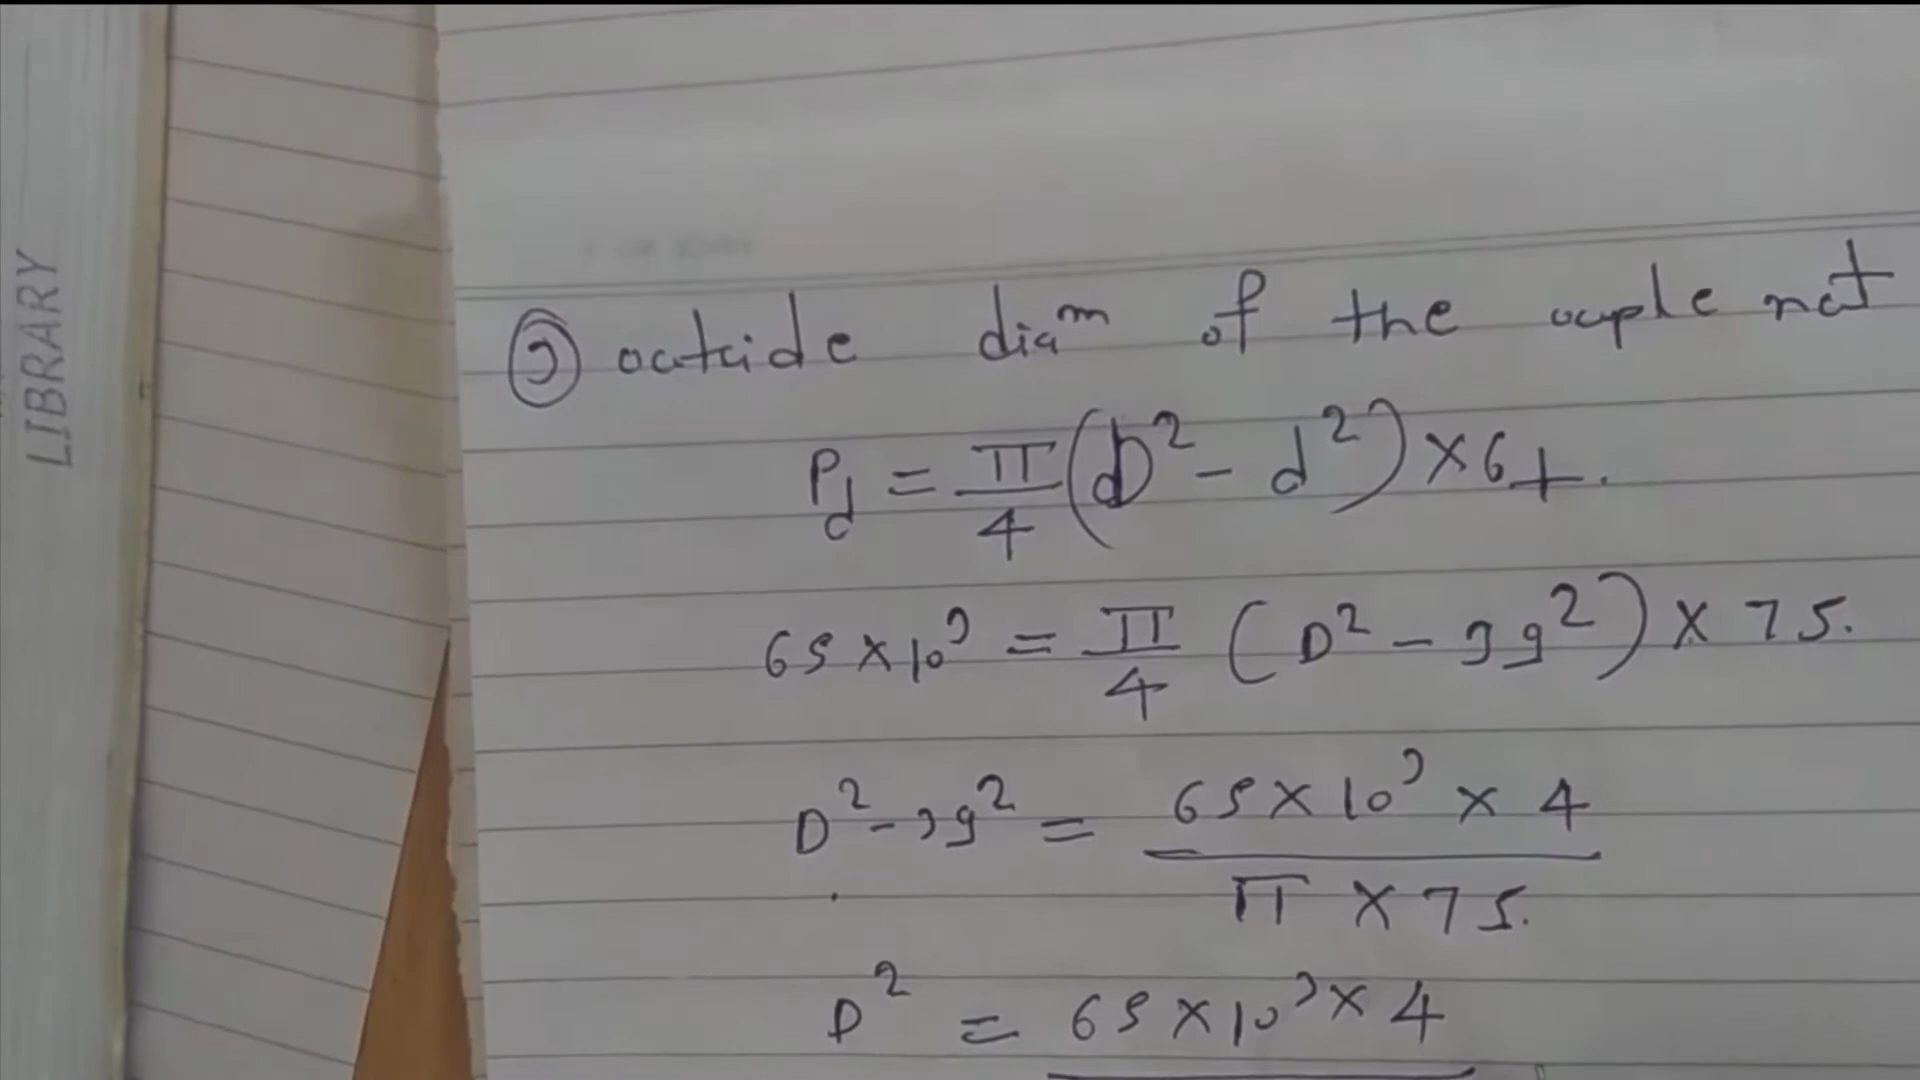 LIBRARY
③ outside diaᵐ of the couple nut
Pd = π/4 (D² - d²) × σt.
65 × 10³ = π/4 (D² - 39²) × 75.
D² - 39² = 65 × 10³ × 4 / π × 75.
D² = 65 × 10³ × 4